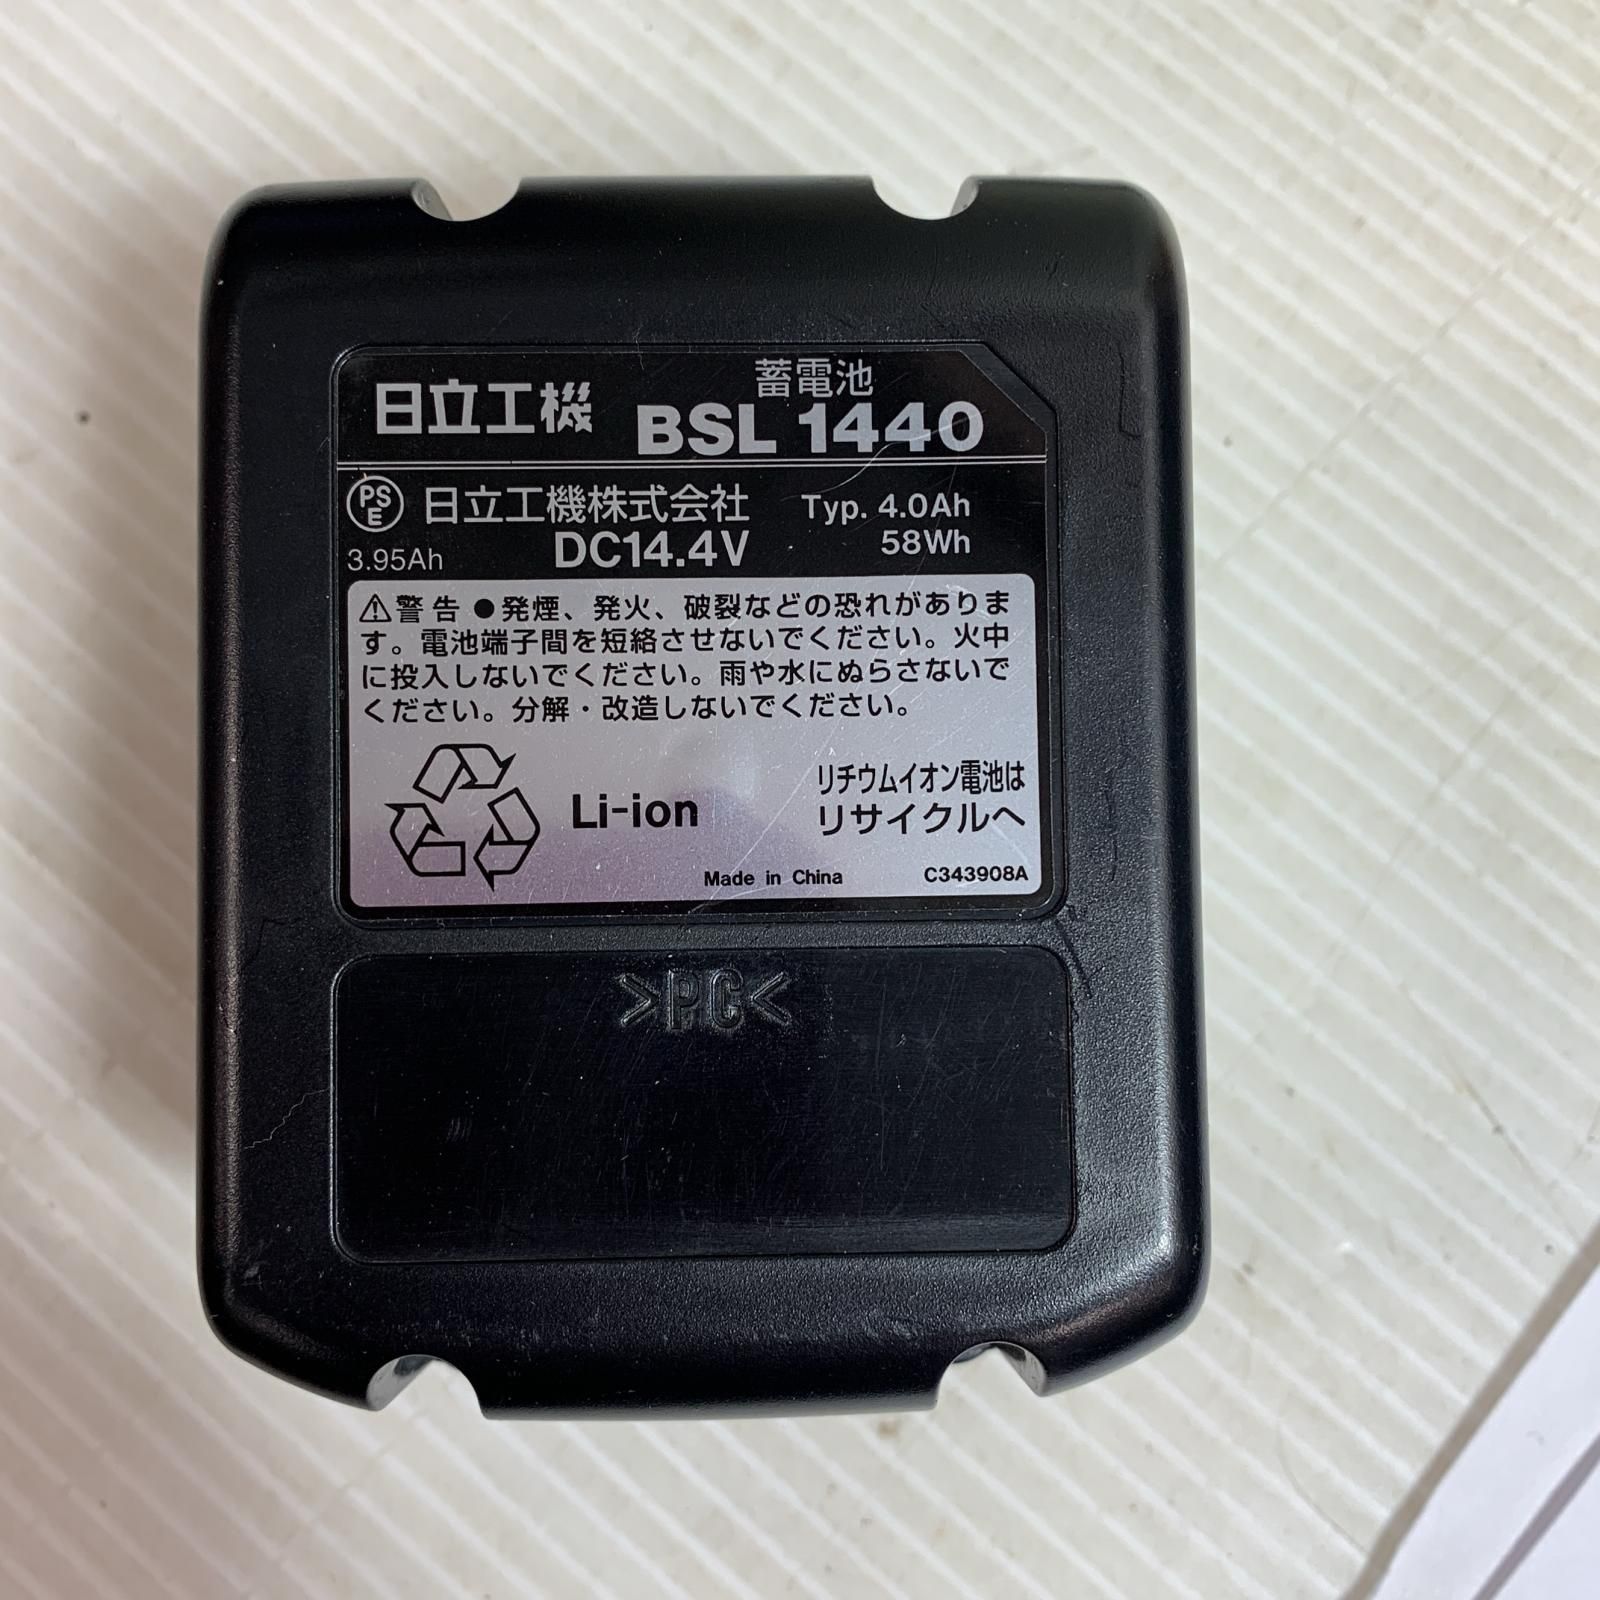 日立工機
蓄電池
BSL 1440
PSE 日立工機株式会社
Typ. 4.0Ah
3.95Ah
DC14.4V
58Wh
⚠警告 ●発煙、発火、破裂などの恐れがありま
す。電池端子間を短絡させないでください。火中
に投入しないでください。雨や水にぬらさないで
ください。分解・改造しないでください。
Li-ion
リチウムイオン電池は
リサイクルへ
Made in China
C343908A
>PC<